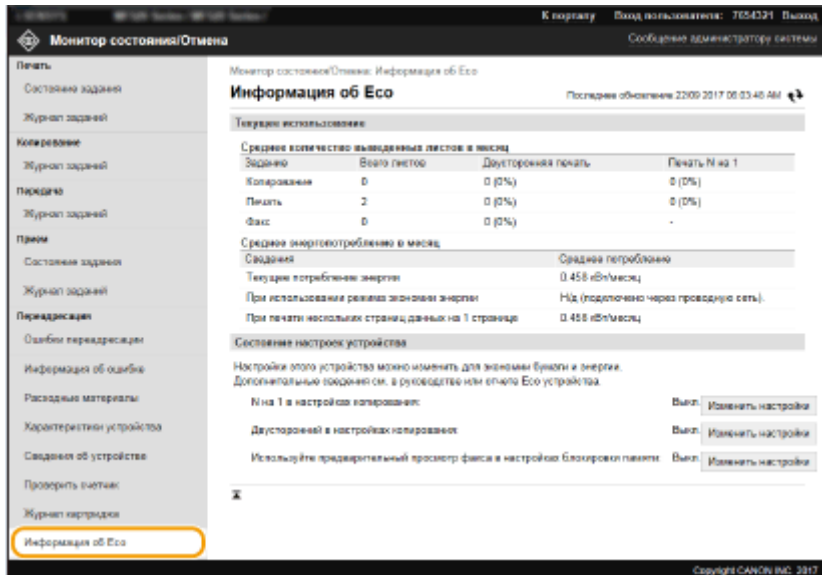 К порталу Вход пользователя: 7654321 Выход
Монитор состояния/Отмена
Сообщение администратору системы
Печать
Состояние задания
Журнал заданий
Копирование
Журнал заданий
Передача
Журнал заданий
Прием
Состояние задания
Журнал заданий
Переадресация
Ошибки переадресации
Информация об ошибке
Расходные материалы
Характеристики устройства
Сведения об устройстве
Проверить счетчик
Журнал картриджа
Информация об Eco
Монитор состояния/Отмена: Информация об Eco
Информация об Eco
Последнее обновление 22/09 2017 06:03:48 AM
Текущее использование
Среднее количество выведенных листов в месяц
Задание Всего листов Двусторонняя печать Печать N на 1
Копирование 0 0 (0%) 0 (0%)
Печать 2 0 (0%) 0 (0%)
Факс 0 0 (0%) -
Среднее энергопотребление в месяц
Сведения Среднее потребление
Текущее потребление энергии 0.458 кВт/месяц
При использовании режима экономии энергии Н/д (подключено через проводную сеть).
При печати нескольких страниц данных на 1 странице 0.458 кВт/месяц
Состояние настроек устройства
Настройки этого устройства можно изменить для экономии бумаги и энергии.
Дополнительные сведения см. в руководстве или отчете Eco устройства.
N на 1 в настройках копирования: Выкл. Изменить настройки
Двусторонней в настройках копирования: Выкл. Изменить настройки
Используйте предварительный просмотр факса в настройках блокировки памяти: Выкл. Изменить настройки
Copyright CANON INC. 2017